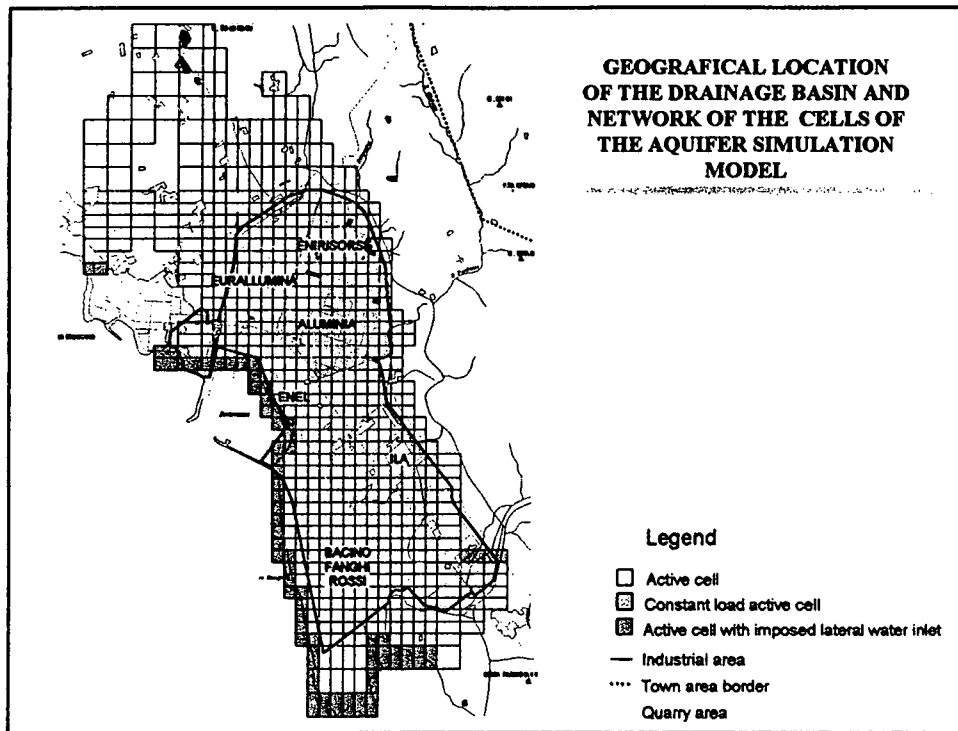 GEOGRAFICAL LOCATION
OF THE DRAINAGE BASIN AND
NETWORK OF THE CELLS OF
THE AQUIFER SIMULATION
MODEL
ENIRISORSE
EURALLUMINA
ALUMINIA
ENEL
ILA
BACINO
FANGHI
ROSSI
Legend
Active cell
Constant load active cell
Active cell with imposed lateral water inlet
Industrial area
Town area border
Quarry area